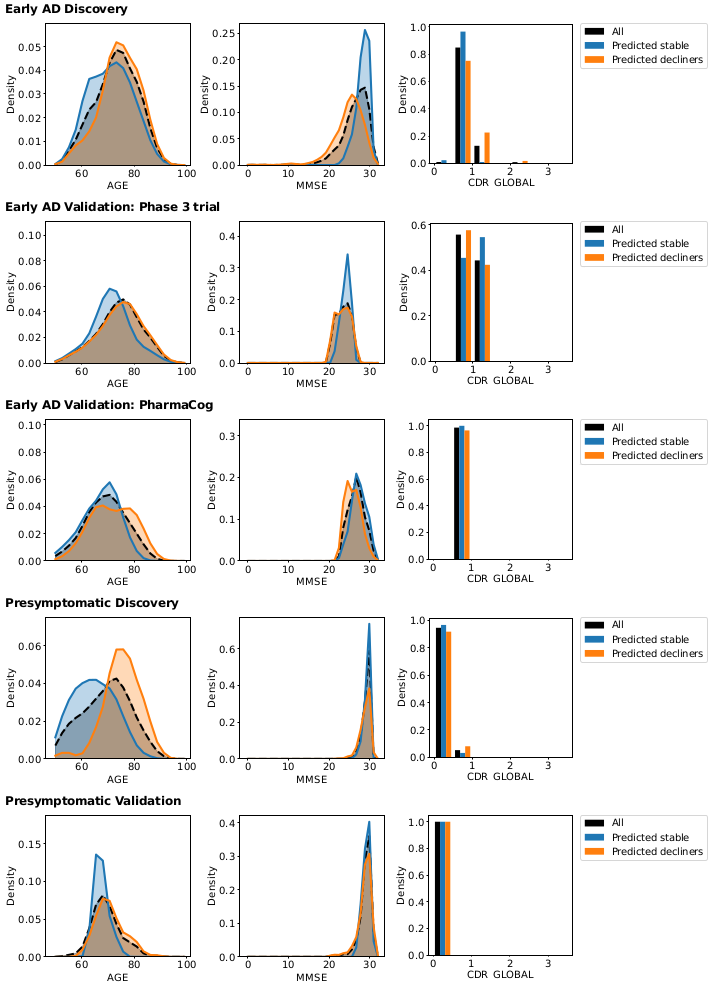 Early AD Discovery
Density
0.05
0.04
0.03
0.02
0.01
0.00
60 80 100
AGE
Density
0.25
0.20
0.15
0.10
0.05
0.00
0 10 20 30
MMSE
Density
1.0
0.8
0.6
0.4
0.2
0.0
0 1 2 3
CDR GLOBAL
All
Predicted stable
Predicted decliners
Early AD Validation: Phase 3 trial
Density
0.10
0.08
0.06
0.04
0.02
0.00
60 80 100
AGE
Density
0.4
0.3
0.2
0.1
0.0
0 10 20 30
MMSE
Density
0.6
0.4
0.2
0.0
0 1 2 3
CDR GLOBAL
All
Predicted stable
Predicted decliners
Early AD Validation: PharmaCog
Density
0.10
0.08
0.06
0.04
0.02
0.00
60 80 100
AGE
Density
0.3
0.2
0.1
0.0
0 10 20 30
MMSE
Density
1.0
0.8
0.6
0.4
0.2
0.0
0 1 2 3
CDR GLOBAL
All
Predicted stable
Predicted decliners
Presymptomatic Discovery
Density
0.06
0.04
0.02
0.00
60 80 100
AGE
Density
0.6
0.4
0.2
0.0
0 10 20 30
MMSE
Density
1.0
0.8
0.6
0.4
0.2
0.0
0 1 2 3
CDR GLOBAL
All
Predicted stable
Predicted decliners
Presymptomatic Validation
Density
0.15
0.10
0.05
0.00
60 80 100
AGE
Density
0.4
0.3
0.2
0.1
0.0
0 10 20 30
MMSE
Density
1.0
0.8
0.6
0.4
0.2
0.0
0 1 2 3
CDR GLOBAL
All
Predicted stable
Predicted decliners